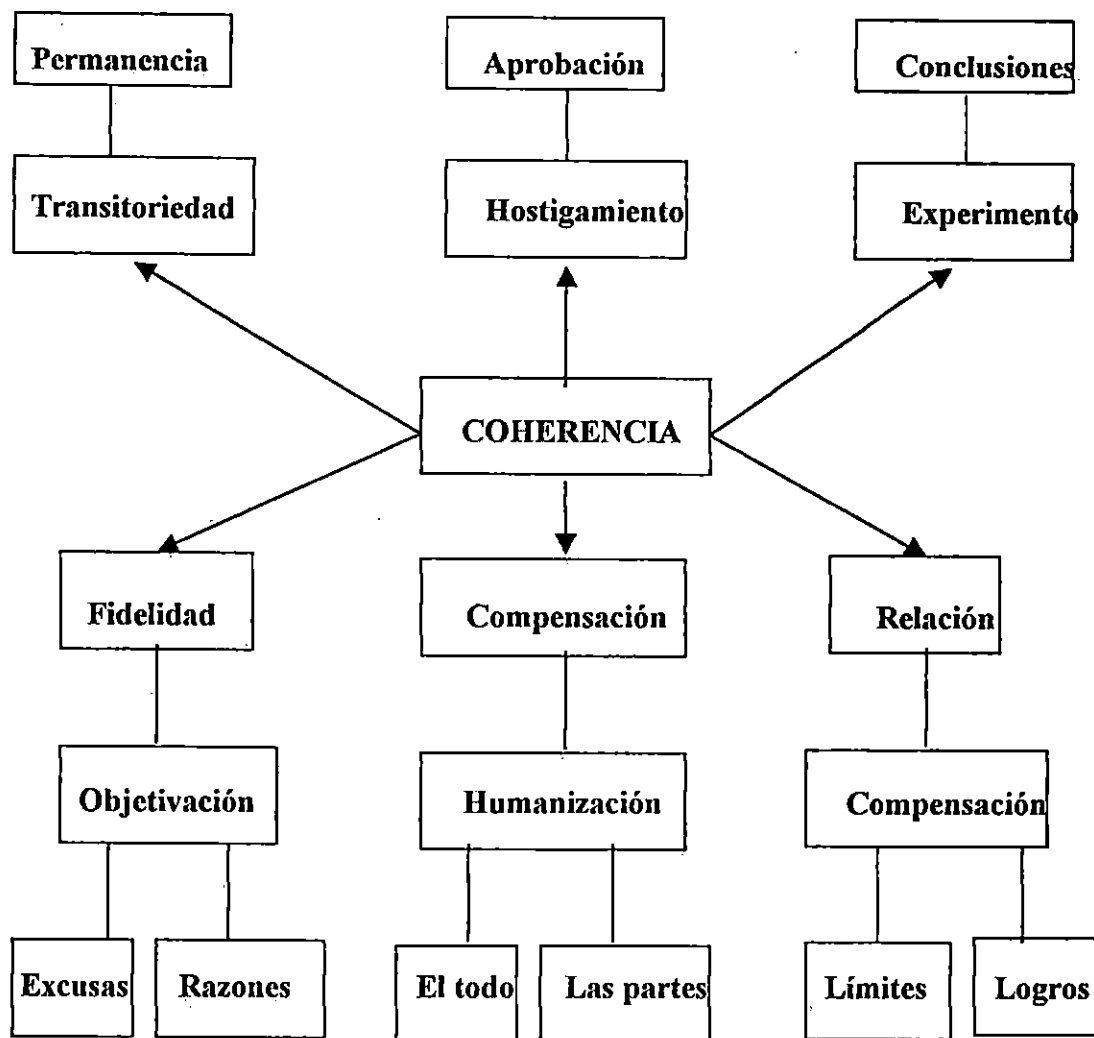 Permanencia Aprobación Conclusiones
Transitoriedad Hostigamiento Experimento
COHERENCIA
Fidelidad Compensación Relación
Objetivación Humanización Compensación
Excusas Razones El todo Las partes Límites Logros